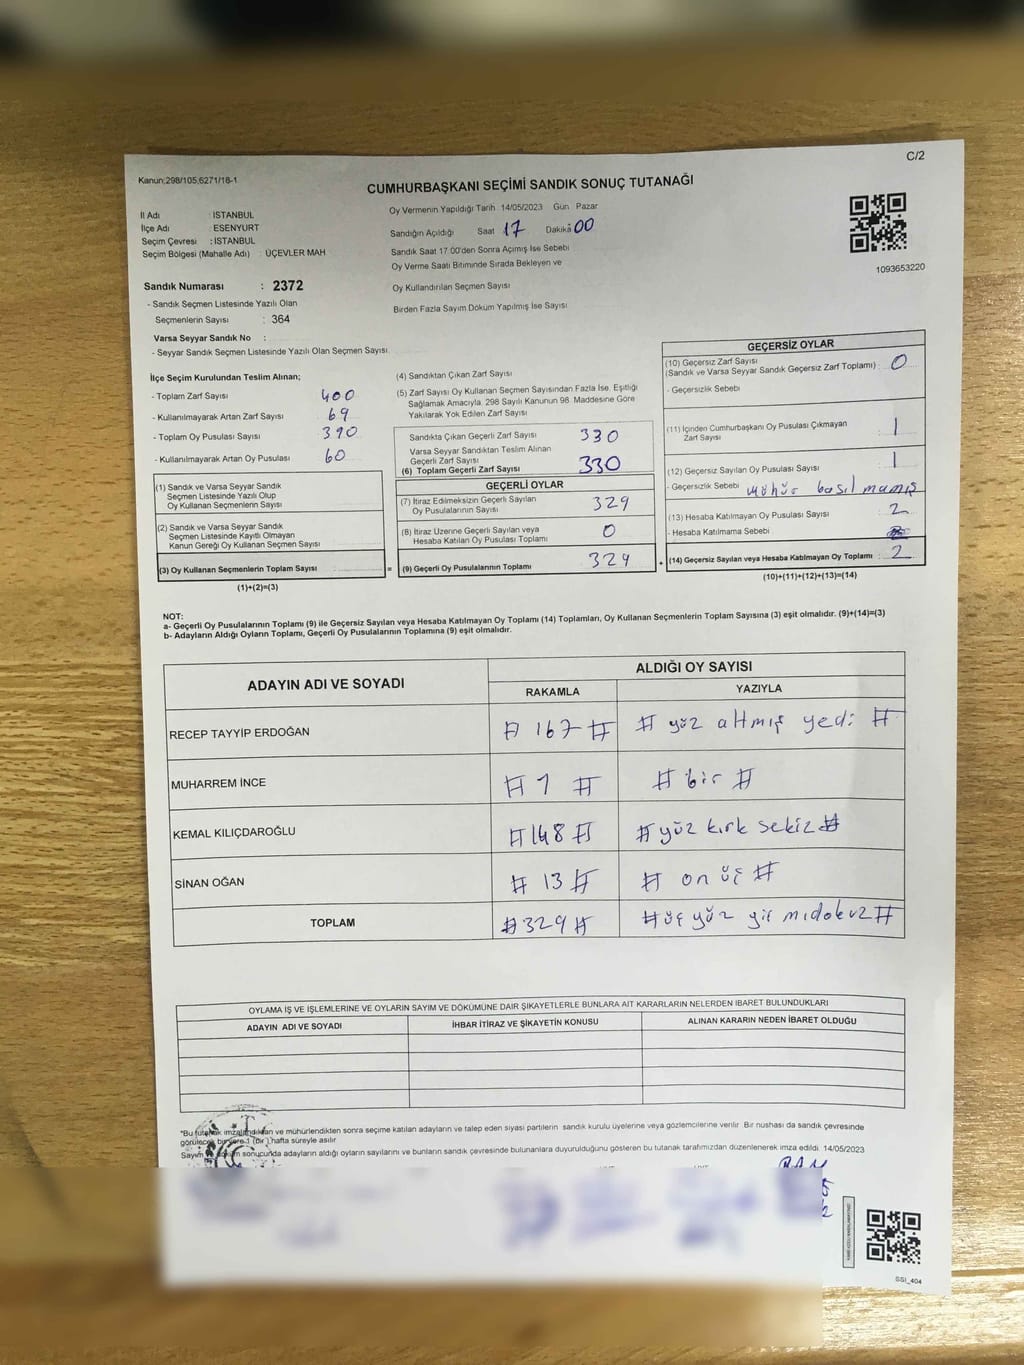 C/2
Kanun:298/105,6271/18-1
CUMHURBAŞKANI SEÇİMİ SANDIK SONUÇ TUTANAĞI
İl Adı : İSTANBUL
İlçe Adı : ESENYURT
Seçim Çevresi : İSTANBUL
Seçim Bölgesi (Mahalle Adı) : ÜÇEVLER MAH
Oy Vermenin Yapıldığı Tarih 14/05/2023 Gün Pazar
Sandığın Açıldığı Saat 17 Dakika 00
Sandık Saat 17:00'den Sonra Açımış İse Sebebi
Oy Verme Saati Bitiminde Sırada Bekleyen ve
Oy Kullandırılan Seçmen Sayısı
Birden Fazla Sayım Döküm Yapılmış İse Sayısı
1093653220
Sandık Numarası : 2372
- Sandık Seçmen Listesinde Yazılı Olan
Seçmenlerin Sayısı : 364
Varsa Seyyar Sandık No :
- Seyyar Sandık Seçmen Listesinde Yazılı Olan Seçmen Sayısı
İlçe Seçim Kurulundan Teslim Alınan;
- Toplam Zarf Sayısı 400
- Kullanılmayarak Artan Zarf Sayısı 69
- Toplam Oy Pusulası Sayısı 390
- Kullanılmayarak Artan Oy Pusulası 60
(1) Sandık ve Varsa Seyyar Sandık
Seçmen Listesinde Yazılı Olup
Oy Kullanan Seçmenlerin Sayısı
(2) Sandık ve Varsa Seyyar Sandık
Seçmen Listesinde Kayıtlı Olmayan
Kanun Gereği Oy Kullanan Seçmen Sayısı
(3) Oy Kullanan Seçmenlerin Toplam Sayısı
(1)+(2)=(3)
(4) Sandıktan Çıkan Zarf Sayısı
(5) Zarf Sayısı Oy Kullanan Seçmen Sayısından Fazla İse, Eşitliği
Sağlamak Amacıyla, 298 Sayılı Kanunun 98. Maddesine Göre
Yakılarak Yok Edilen Zarf Sayısı
Sandıkta Çıkan Geçerli Zarf Sayısı 330
Varsa Seyyar Sandıktan Teslim Alınan
Geçerli Zarf Sayısı
(6) Toplam Geçerli Zarf Sayısı 330
GEÇERLİ OYLAR
(7) İtiraz Edilmeksizin Geçerli Sayılan
Oy Pusulalarının Sayısı 329
(8) İtiraz Üzerine Geçerli Sayılan veya
Hesaba Katılan Oy Pusulası Toplamı 0
= (9) Geçerli Oy Pusulalarının Toplamı 329
GEÇERSİZ OYLAR
(10) Geçersiz Zarf Sayısı
(Sandık ve Varsa Seyyar Sandık Geçersiz Zarf Toplamı) : 0
- Geçersizlik Sebebi
(11) İçinden Cumhurbaşkanı Oy Pusulası Çıkmayan
Zarf Sayısı 1
(12) Geçersiz Sayılan Oy Pusulası Sayısı 1
- Geçersizlik Sebebi mühür basılmamış
(13) Hesaba Katılmayan Oy Pusulası Sayısı 2
- Hesaba Katılmama Sebebi
+ (14) Geçersiz Sayılan veya Hesaba Katılmayan Oy Toplamı : 2
(10)+(11)+(12)+(13)=(14)
NOT:
a- Geçerli Oy Pusulalarının Toplamı (9) ile Geçersiz Sayılan veya Hesaba Katılmayan Oy Toplamı (14) Toplamları, Oy Kullanan Seçmenlerin Toplam Sayısına (3) eşit olmalıdır. (9)+(14)=(3)
b- Adayların Aldığı Oyların Toplamı, Geçerli Oy Pusulalarının Toplamına (9) eşit olmalıdır.
ADAYIN ADI VE SOYADI
ALDIĞI OY SAYISI
RAKAMLA YAZIYLA
RECEP TAYYİP ERDOĞAN # 167 # # yüz altmış yedi #
MUHARREM İNCE # 1 # # bir #
KEMAL KILIÇDAROĞLU #148# #yüz kırk sekiz#
SİNAN OĞAN # 13 # # on üç #
TOPLAM #329# #üç yüz yirmidokuz#
OYLAMA İŞ VE İŞLEMLERİNE VE OYLARIN SAYIM VE DÖKÜMÜNE DAİR ŞİKAYETLERLE BUNLARA AİT KARARLARIN NELERDEN İBARET BULUNDUKLARI
ADAYIN ADI VE SOYADI İHBAR İTİRAZ VE ŞİKAYETİN KONUSU ALINAN KARARIN NEDEN İBARET OLDUĞU
*Bu tutanak imzalandıktan ve mühürlendikten sonra seçime katılan adayların ve talep eden siyasi partilerin sandık kurulu üyelerine veya gözlemcilerine verilir. Bir nushası da sandık çevresinde
görülecek bir yere 1 (bir) hafta süreyle asılır
Sayım ve döküm sonucunda adayların aldığı oyların sayılarını ve bunların sandık çevresinde bulunanlara duyurulduğunu gösteren bu tutanak tarafımızdan düzenlenerek imza edildi. 14/05/2023
SSI_404